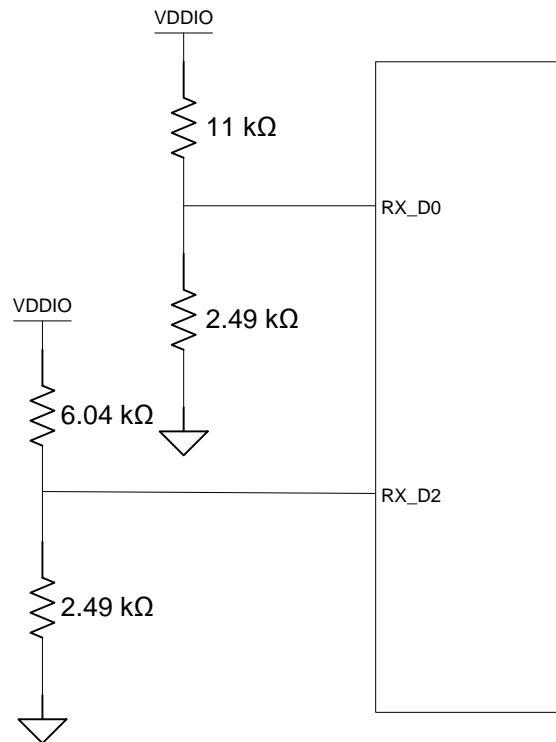 VDDIO
11 kΩ
RX_D0
2.49 kΩ
VDDIO
6.04 kΩ
RX_D2
2.49 kΩ